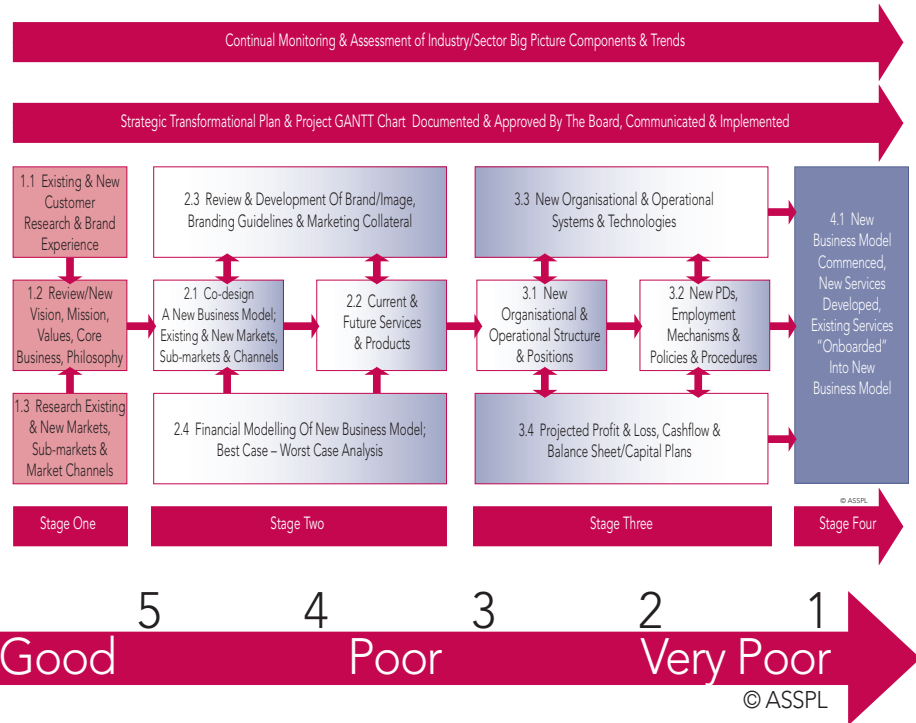 Continual Monitoring & Assessment of Industry/Sector Big Picture Components & Trends
Strategic Transformational Plan & Project GANTT Chart Documented & Approved By The Board, Communicated & Implemented
1.1 Existing & New
Customer
Research & Brand
Experience
1.2 Review/New
Vision, Mission,
Values, Core
Business, Philosophy
1.3 Research Existing
& New Markets,
Sub-markets &
Market Channels
2.3 Review & Development Of Brand/Image,
Branding Guidelines & Marketing Collateral
2.1 Co-design
A New Business Model;
Existing & New Markets,
Sub-markets & Channels
2.2 Current &
Future Services
& Products
2.4 Financial Modelling Of New Business Model;
Best Case – Worst Case Analysis
3.3 New Organisational & Operational
Systems & Technologies
3.1 New
Organisational &
Operational Structure
& Positions
3.2 New PDs,
Employment
Mechanisms &
Policies & Procedures
3.4 Projected Profit & Loss, Cashflow &
Balance Sheet/Capital Plans
4.1 New
Business Model
Commenced,
New Services
Developed,
Existing Services
“Onboarded”
Into New
Business Model
© ASSPL
Stage One
Stage Two
Stage Three
Stage Four
5 4 3 2 1
Good Poor Very Poor
© ASSPL